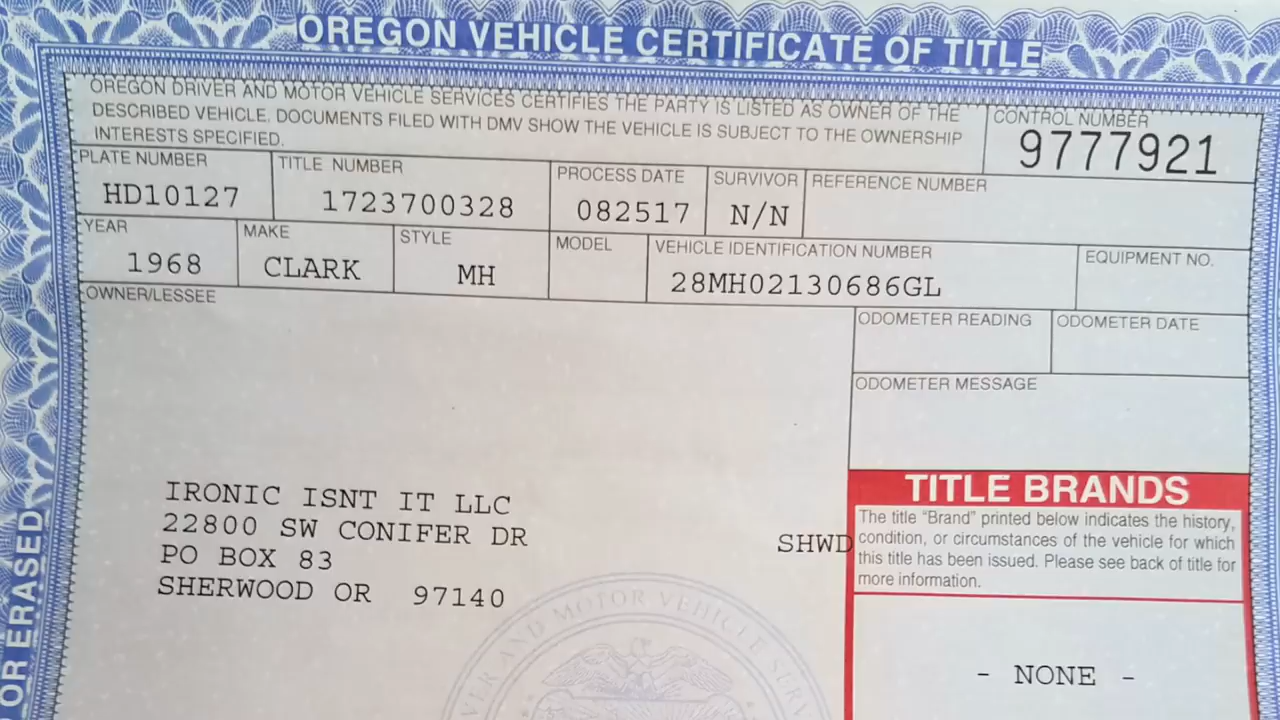 OREGON VEHICLE CERTIFICATE OF TITLE
OREGON DRIVER AND MOTOR VEHICLE SERVICES CERTIFIES THE PARTY IS LISTED AS OWNER OF THE
DESCRIBED VEHICLE, DOCUMENTS FILED WITH DMV SHOW THE VEHICLE IS SUBJECT TO THE OWNERSHIP
INTERESTS SPECIFIED.
CONTROL NUMBER
9777921
PLATE NUMBER TITLE NUMBER PROCESS DATE SURVIVOR REFERENCE NUMBER
HD10127 1723700328 082517 N/N
YEAR MAKE STYLE MODEL VEHICLE IDENTIFICATION NUMBER EQUIPMENT NO.
1968 CLARK MH 28MH02130686GL
OWNER/LESSEE
ODOMETER READING ODOMETER DATE
ODOMETER MESSAGE
IRONIC ISNT IT LLC
22800 SW CONIFER DR
PO BOX 83
SHERWOOD OR 97140
SHWD
TITLE BRANDS
The title “Brand” printed below indicates the history,
condition, or circumstances of the vehicle for which
this title has been issued. Please see back of title for
more information.
- NONE -
OR ERASED
AND MOTOR VEHICLE